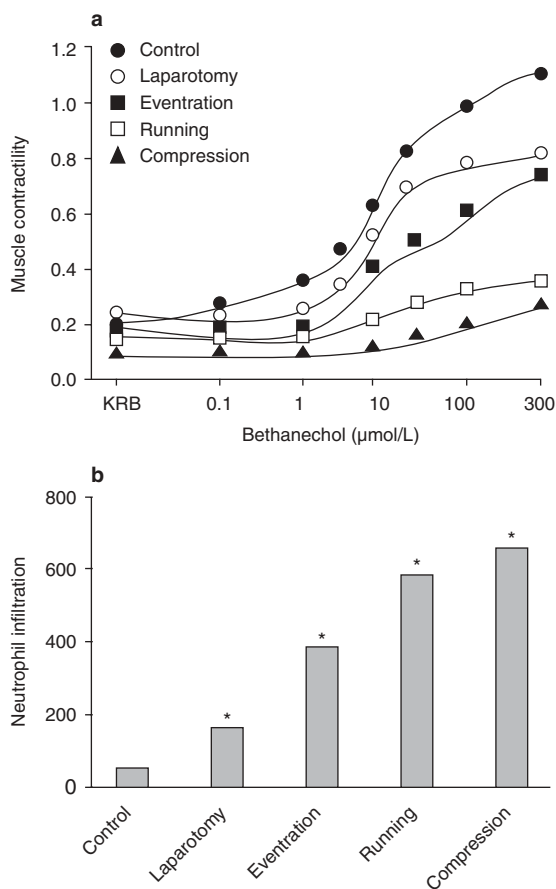 a
Control
Laparotomy
Eventration
Running
Compression
1.2
1.0
0.8
0.6
0.4
0.2
0.0
Muscle contractility
KRB 0.1 1 10 100 300
Bethanechol (µmol/L)
b
800
600
400
200
0
Neutrophil infiltration
* * * *
Control
Laparotomy
Eventration
Running
Compression